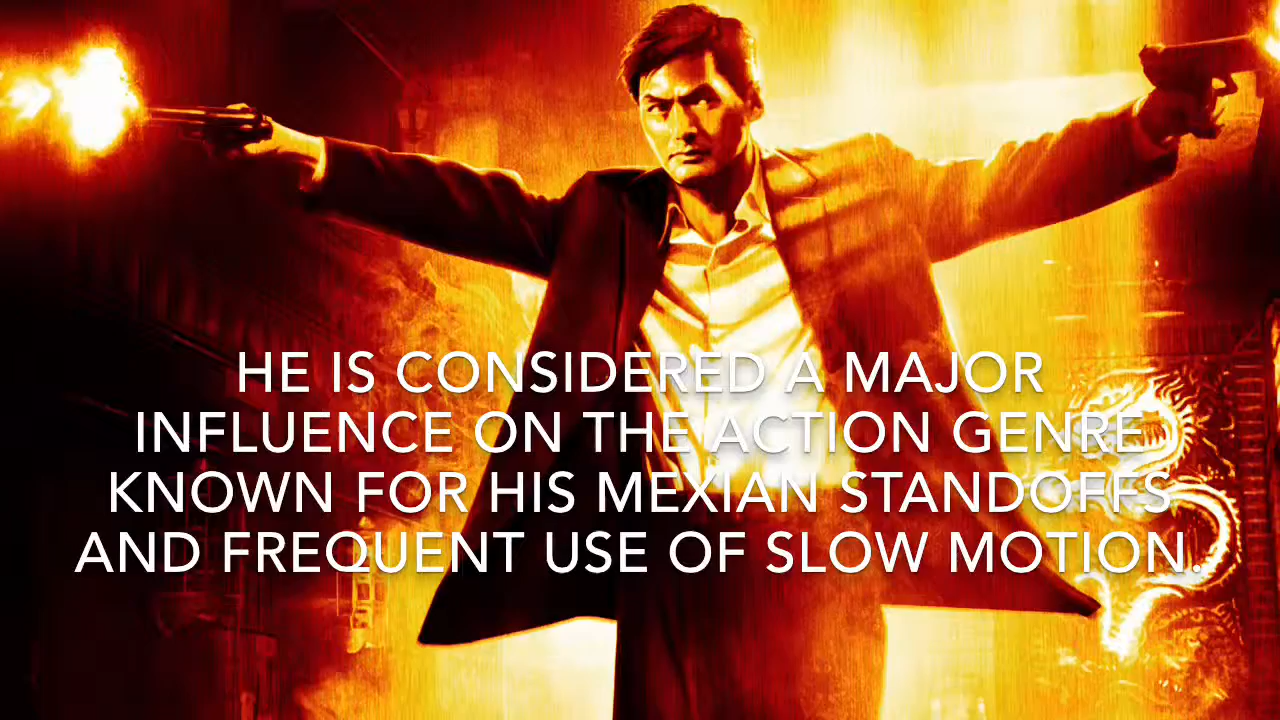 HE IS CONSIDERED A MAJOR
INFLUENCE ON THE ACTION GENRE
KNOWN FOR HIS MEXIAN STANDOFFS
AND FREQUENT USE OF SLOW MOTION.